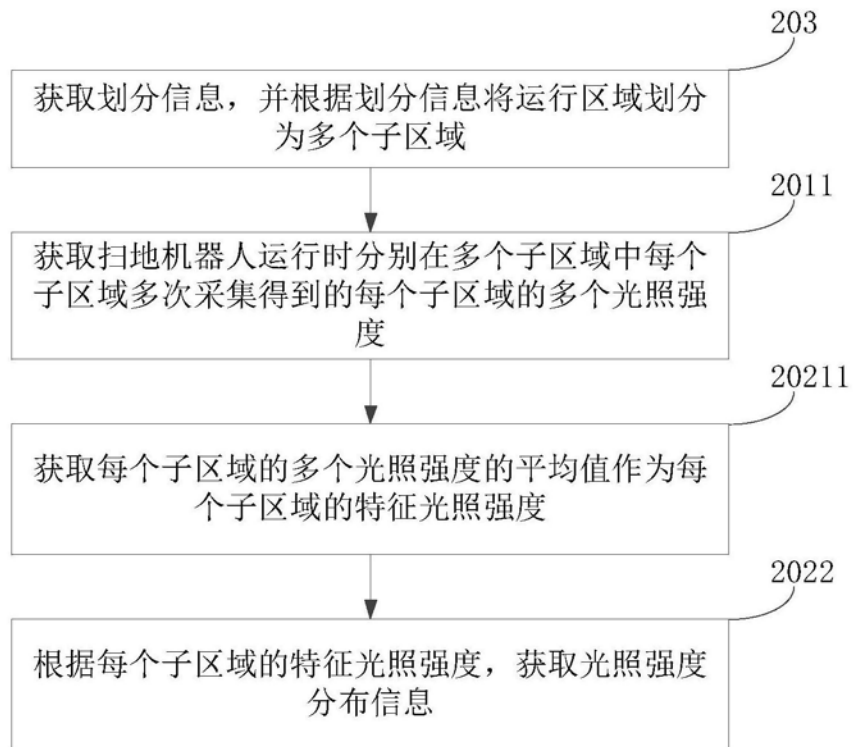 203
获取划分信息，并根据划分信息将运行区域划分
为多个子区域
2011
获取扫地机器人运行时分别在多个子区域中每个
子区域多次采集得到的每个子区域的多个光照强
度
20211
获取每个子区域的多个光照强度的平均值作为每
个子区域的特征光照强度
2022
根据每个子区域的特征光照强度，获取光照强度
分布信息